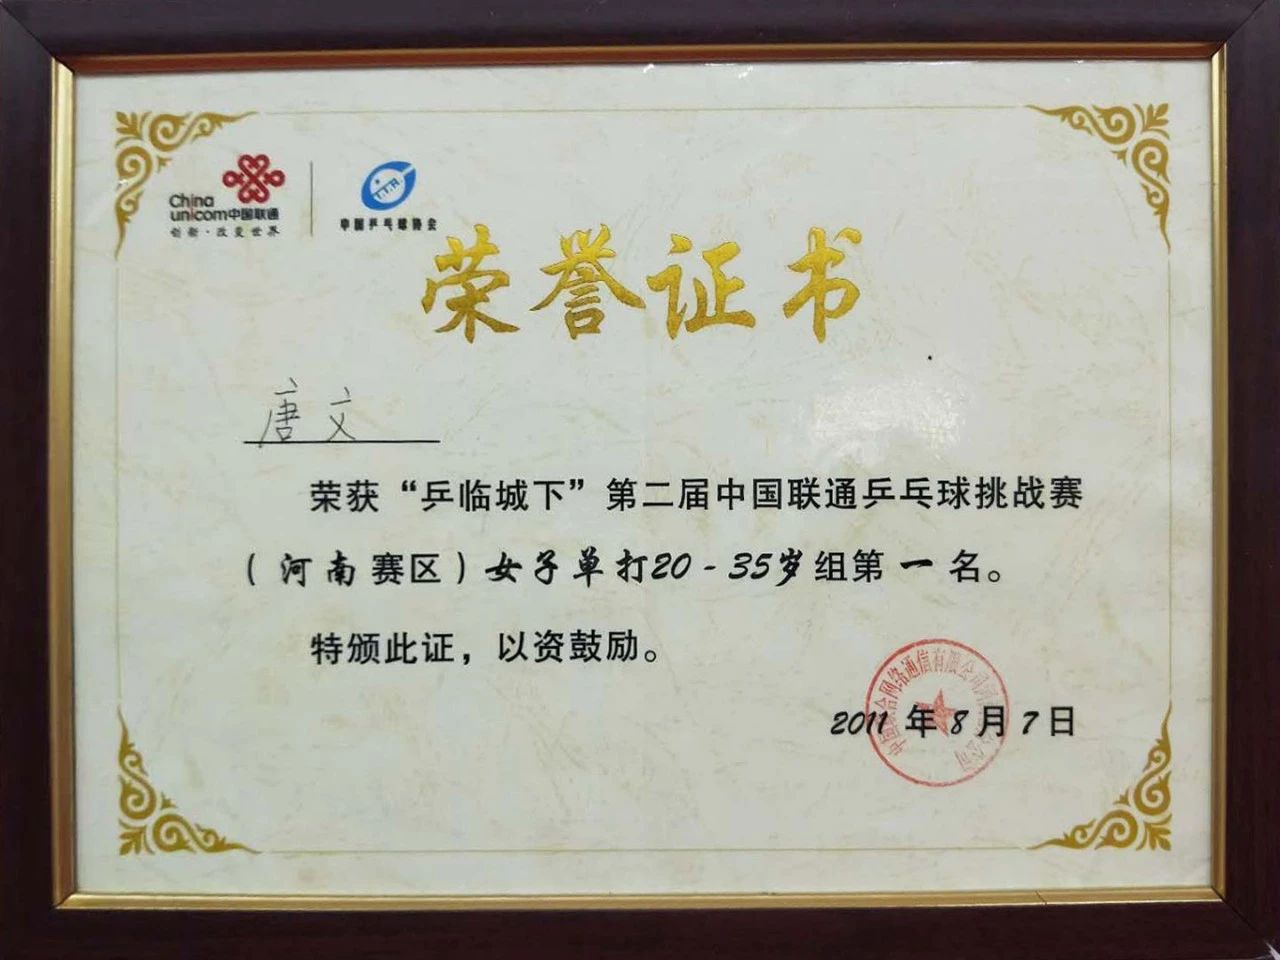 China
unicom中国联通
创新·改变世界
T.T.A.
中国乒乓球协会
荣誉证书
唐文
荣获“乒临城下”第二届中国联通乒乓球挑战赛
(河南赛区)女子单打20-35岁组第一名。
特颁此证，以资鼓励。
2011年8月7日